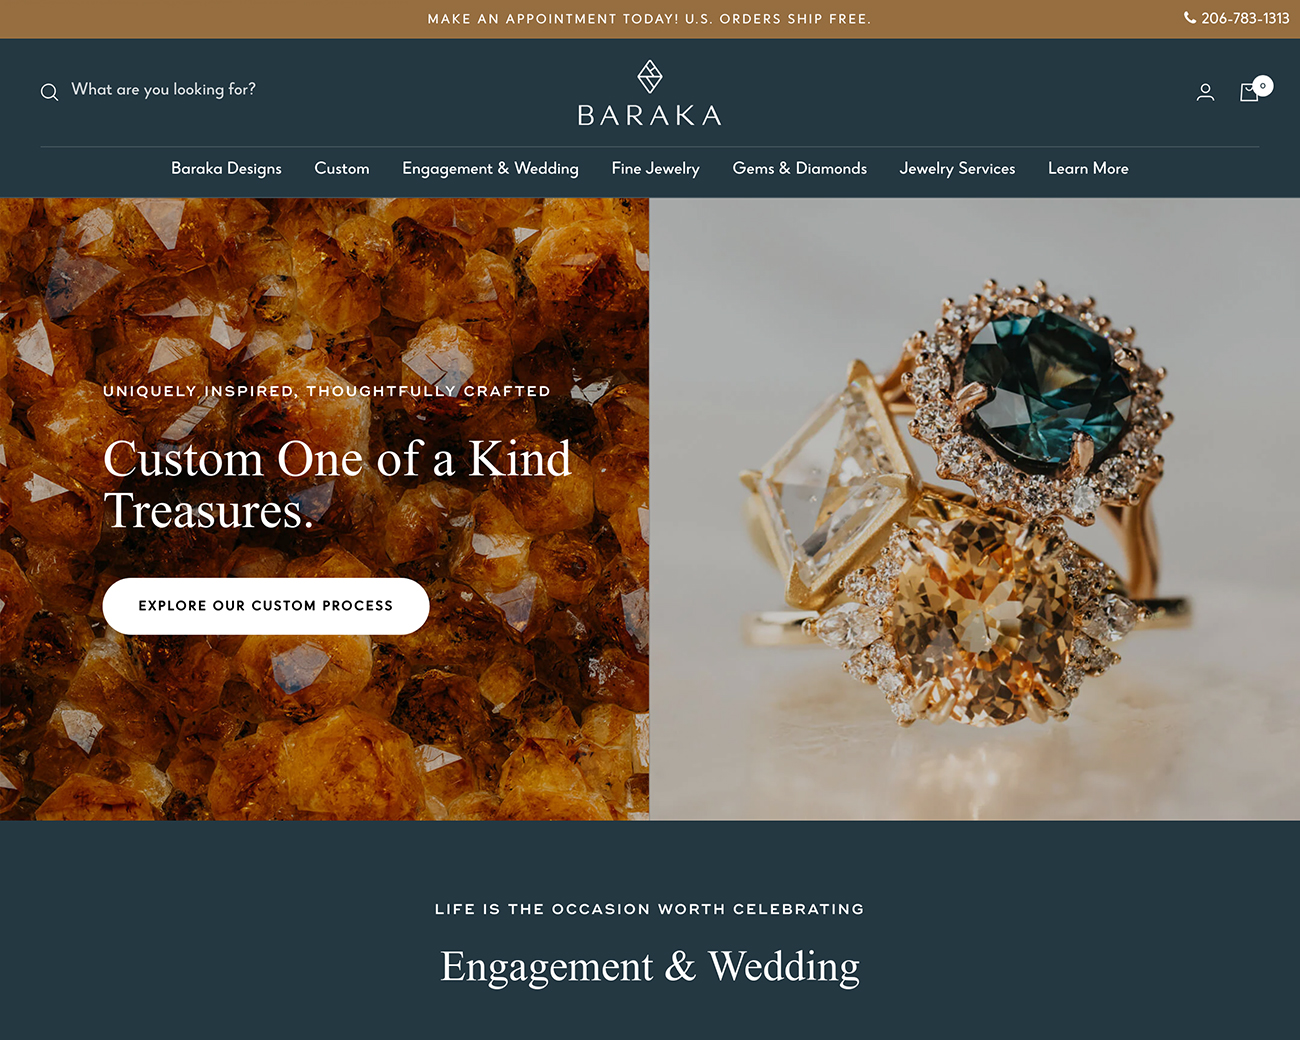 MAKE AN APPOINTMENT TODAY! U.S. ORDERS SHIP FREE.
206-783-1313
What are you looking for?
BARAKA
0
Baraka Designs Custom Engagement & Wedding Fine Jewelry Gems & Diamonds Jewelry Services Learn More
UNIQUELY INSPIRED, THOUGHTFULLY CRAFTED
Custom One of a Kind
Treasures.
EXPLORE OUR CUSTOM PROCESS
LIFE IS THE OCCASION WORTH CELEBRATING
Engagement & Wedding